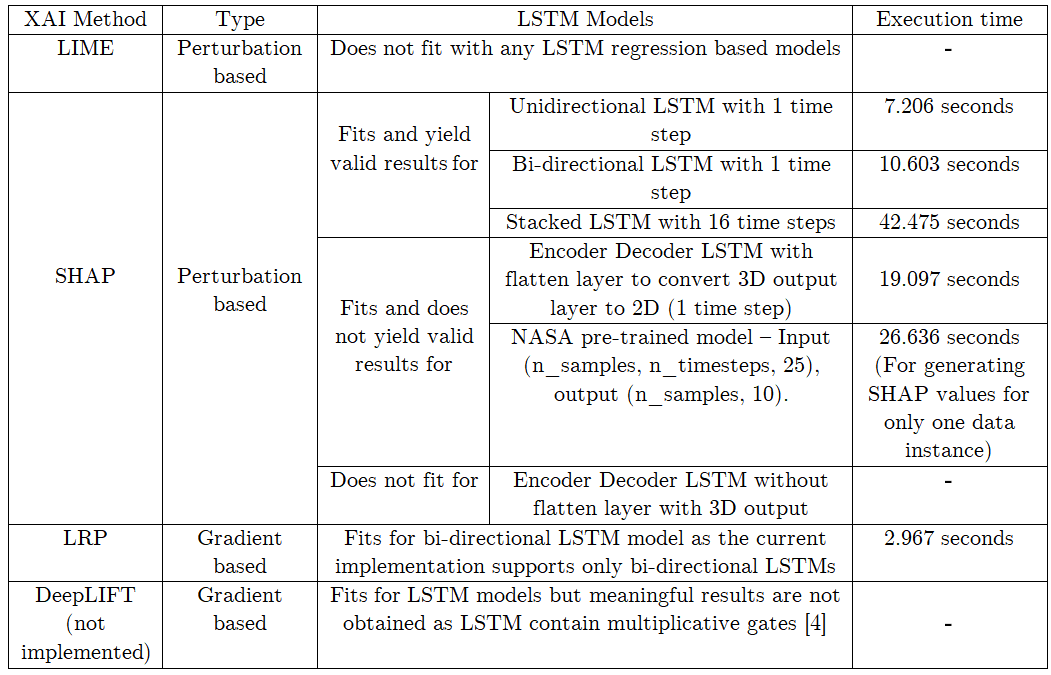 XAI Method Type LSTM Models Execution time
LIME Perturbation based Does not fit with any LSTM regression based models -
SHAP Perturbation based
Fits and yield
valid results for
Unidirectional LSTM with 1 time
step
7.206 seconds
Bi-directional LSTM with 1 time
step
10.603 seconds
Stacked LSTM with 16 time steps 42.475 seconds
Fits and does
not yield valid
results for
Encoder Decoder LSTM with
flatten layer to convert 3D output
layer to 2D (1 time step)
19.097 seconds
NASA pre-trained model – Input
(n_samples, n_timesteps, 25),
output (n_samples, 10).
26.636 seconds
(For generating
SHAP values for
only one data
instance)
Does not fit for
Encoder Decoder LSTM without
flatten layer with 3D output
-
LRP
Gradient
based
Fits for bi-directional LSTM model as the current
implementation supports only bi-directional LSTMs
2.967 seconds
DeepLIFT
(not
implemented)
Gradient
based
Fits for LSTM models but meaningful results are not
obtained as LSTM contain multiplicative gates [4]
-